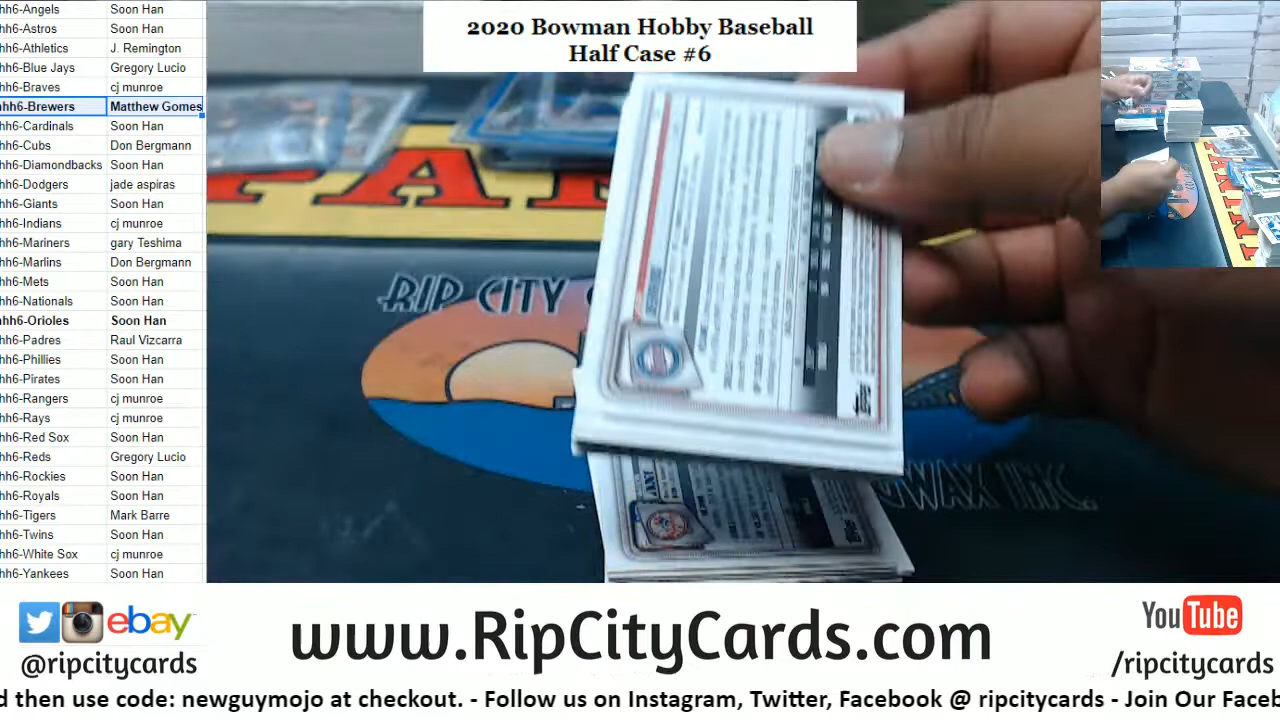 hh6-Angels Soon Han
hh6-Astros Soon Han
hh6-Athletics J. Remington
hh6-Blue Jays Gregory Lucio
hh6-Braves cj munroe
hh6-Brewers Matthew Gomes
hh6-Cardinals Soon Han
hh6-Cubs Don Bergmann
hh6-Diamondbacks Soon Han
hh6-Dodgers jade aspiras
hh6-Giants Soon Han
hh6-Indians cj munroe
hh6-Mariners gary Teshima
hh6-Marlins Don Bergmann
hh6-Mets Soon Han
hh6-Nationals Soon Han
hh6-Orioles Soon Han
hh6-Padres Raul Vizcarra
hh6-Phillies Soon Han
hh6-Pirates Soon Han
hh6-Rangers cj munroe
hh6-Rays cj munroe
hh6-Red Sox Soon Han
hh6-Reds Gregory Lucio
hh6-Rockies Soon Han
hh6-Royals Soon Han
hh6-Tigers Mark Barre
hh6-Twins Soon Han
hh6-White Sox cj munroe
hh6-Yankees Soon Han
2020 Bowman Hobby Baseball
Half Case #6
RIP CITY
WAX INC.
ebay
@ripcitycards
www.RipCityCards.com
YouTube
/ripcitycards
d then use code: newguymojo at checkout. - Follow us on Instagram, Twitter, Facebook @ ripcitycards - Join Our Faceb